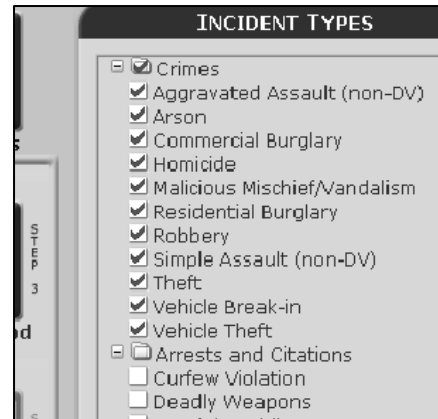 INCIDENT TYPES
Crimes
Aggravated Assault (non-DV)
Arson
Commercial Burglary
Homicide
Malicious Mischief/Vandalism
Residential Burglary
Robbery
Simple Assault (non-DV)
Theft
Vehicle Break-in
Vehicle Theft
Arrests and Citations
Curfew Violation
Deadly Weapons
STEP 3